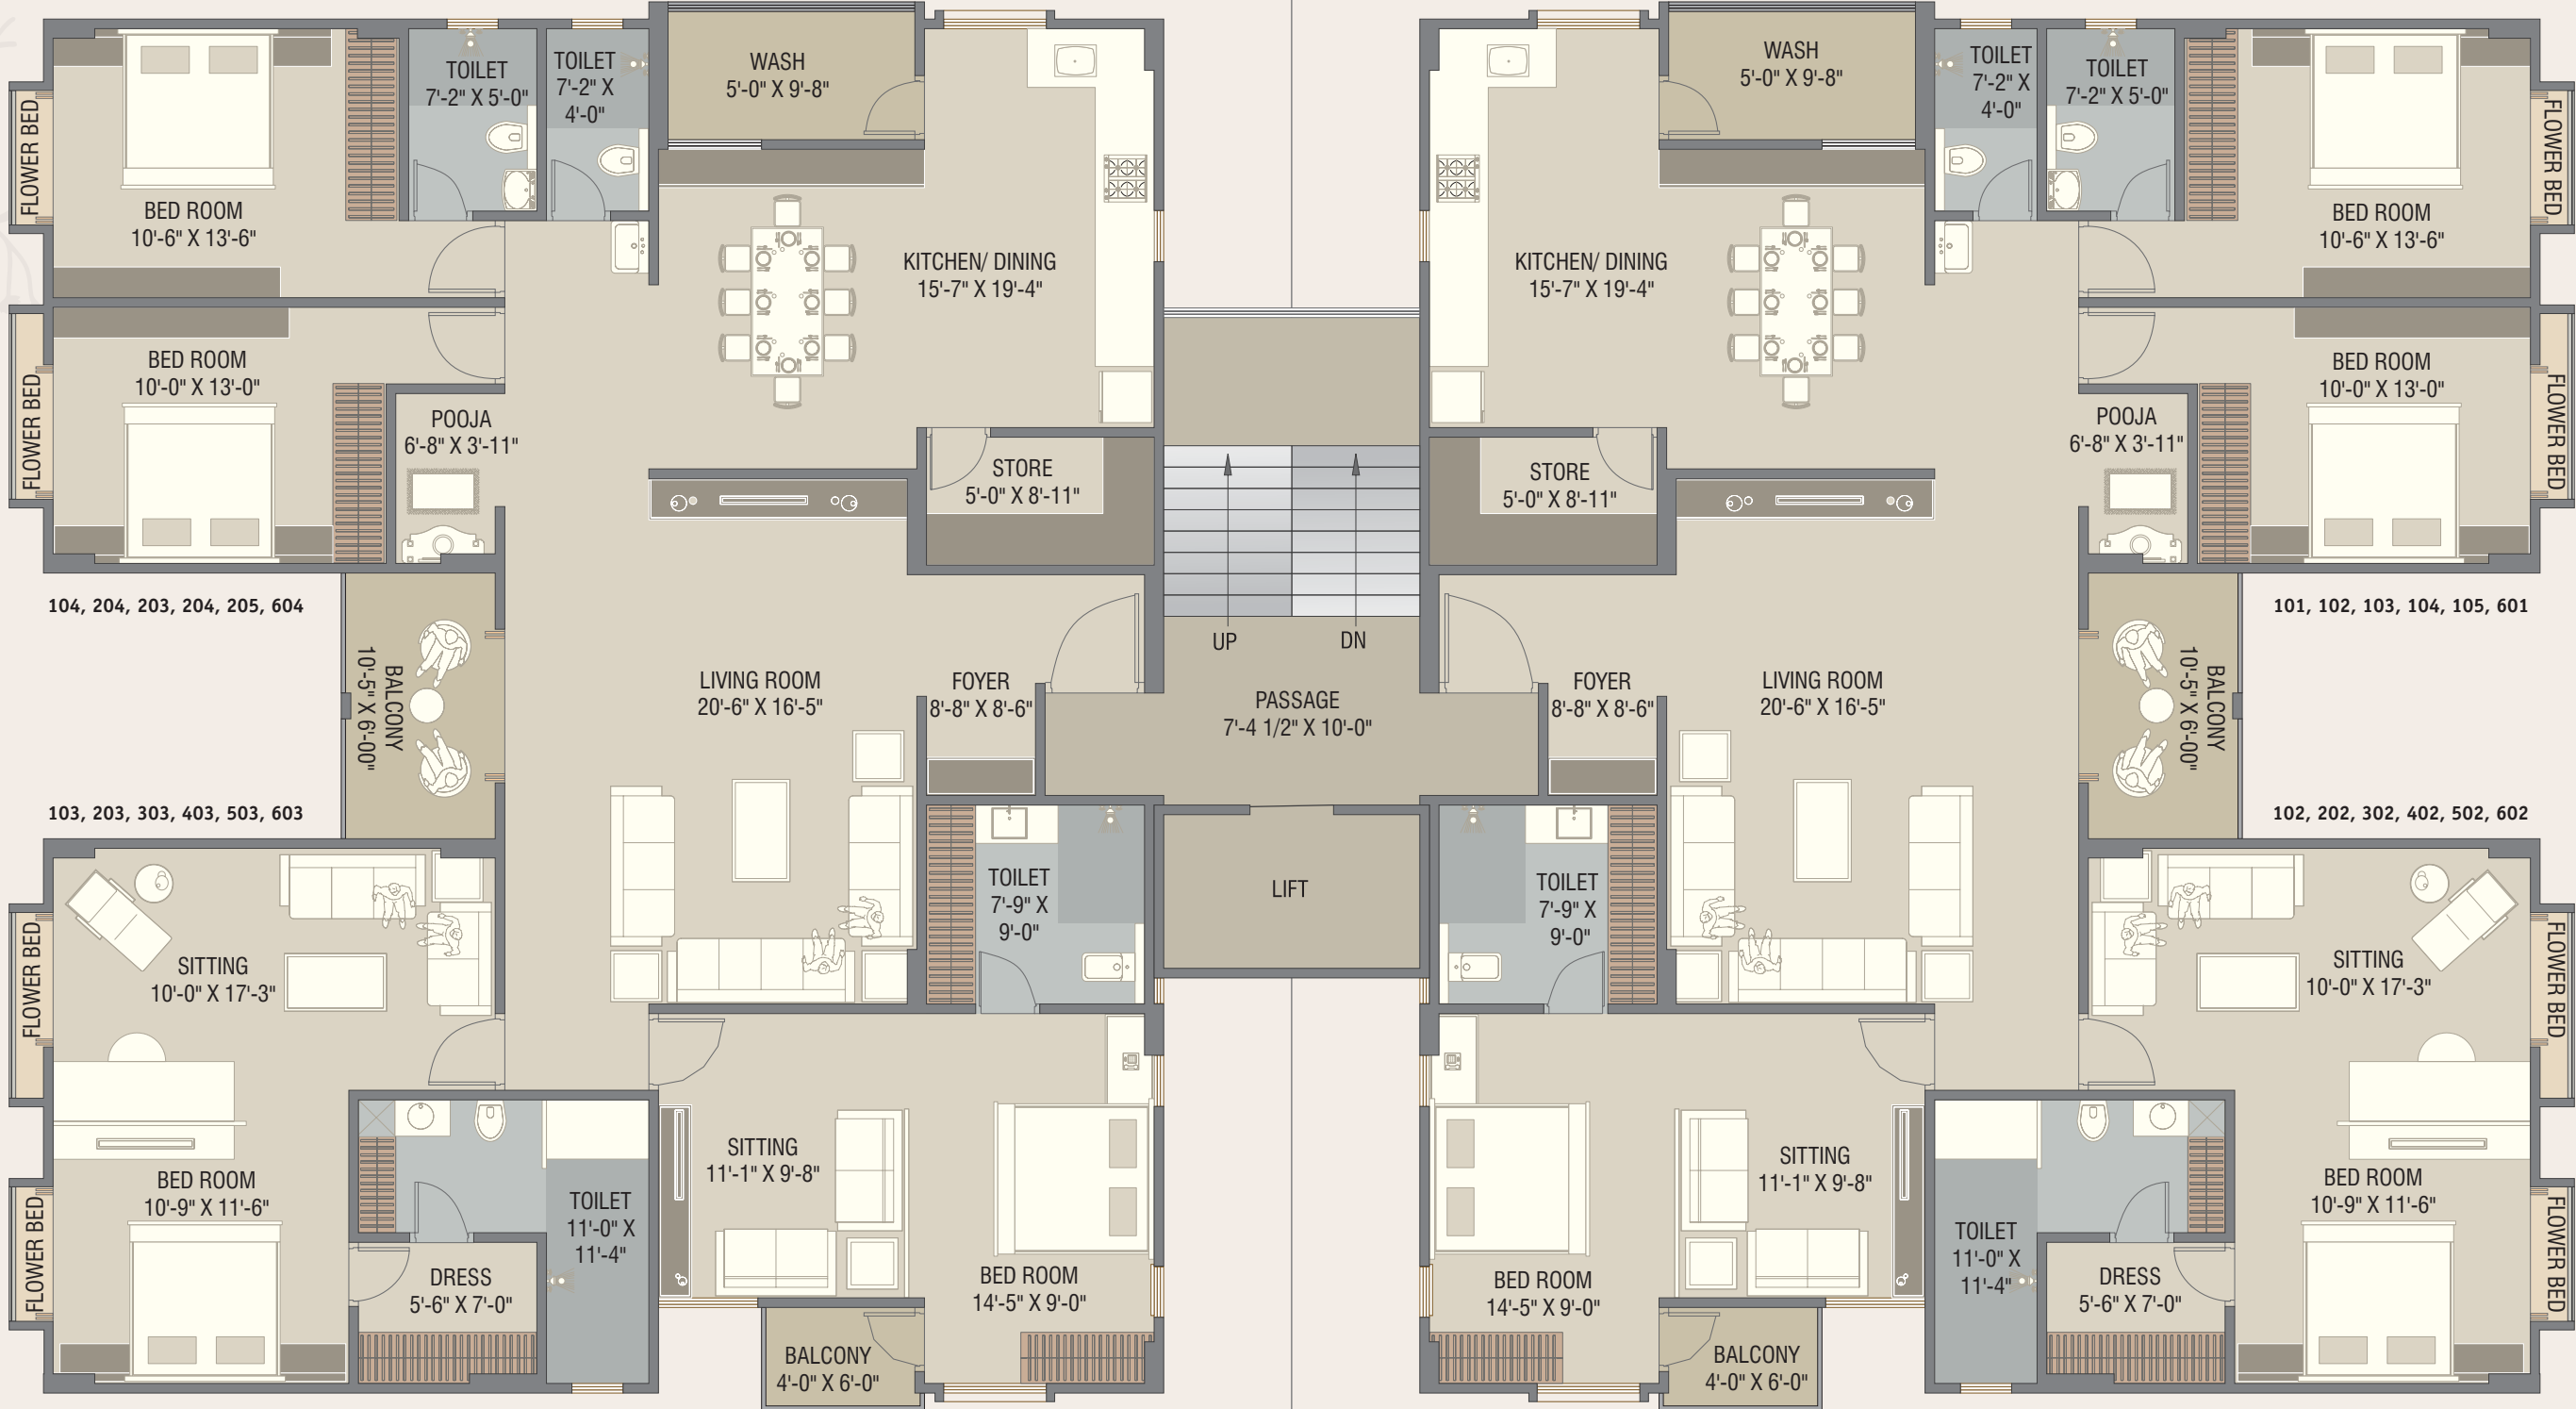 TOILET
7'-2" X 5'-0"
TOILET
7'-2" X
4'-0"
WASH
5'-0" X 9'-8"
FLOWER BED
BED ROOM
10'-6" X 13'-6"
KITCHEN/ DINING
15'-7" X 19'-4"
FLOWER BED
BED ROOM
10'-0" X 13'-0"
POOJA
6'-8" X 3'-11"
STORE
5'-0" X 8'-11"
104, 204, 203, 204, 205, 604
BALCONY
10'-5" X 6'-00"
LIVING ROOM
20'-6" X 16'-5"
FOYER
8'-8" X 8'-6"
103, 203, 303, 403, 503, 603
TOILET
7'-9" X
9'-0"
FLOWER BED
SITTING
10'-0" X 17'-3"
SITTING
11'-1" X 9'-8"
FLOWER BED
BED ROOM
10'-9" X 11'-6"
TOILET
11'-0" X
11'-4"
DRESS
5'-6" X 7'-0"
BED ROOM
14'-5" X 9'-0"
BALCONY
4'-0" X 6'-0"
UP
DN
PASSAGE
7'-4 1/2" X 10'-0"
LIFT
WASH
5'-0" X 9'-8"
TOILET
7'-2" X
4'-0"
TOILET
7'-2" X 5'-0"
FLOWER BED
BED ROOM
10'-6" X 13'-6"
KITCHEN/ DINING
15'-7" X 19'-4"
BED ROOM
10'-0" X 13'-0"
FLOWER BED
POOJA
6'-8" X 3'-11"
STORE
5'-0" X 8'-11"
101, 102, 103, 104, 105, 601
FOYER
8'-8" X 8'-6"
LIVING ROOM
20'-6" X 16'-5"
BALCONY
10'-5" X 6'-00"
102, 202, 302, 402, 502, 602
TOILET
7'-9" X
9'-0"
SITTING
10'-0" X 17'-3"
FLOWER BED
SITTING
11'-1" X 9'-8"
BED ROOM
10'-9" X 11'-6"
FLOWER BED
TOILET
11'-0" X
11'-4"
DRESS
5'-6" X 7'-0"
BED ROOM
14'-5" X 9'-0"
BALCONY
4'-0" X 6'-0"